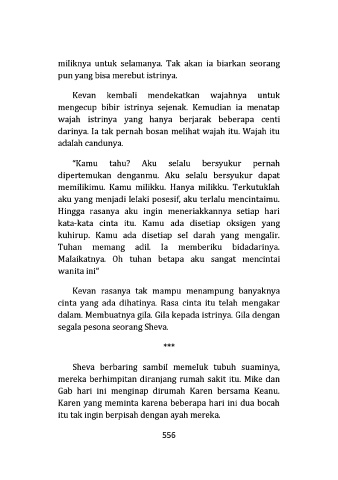 miliknya untuk selamanya. Tak akan ia biarkan seorang
pun yang bisa merebut istrinya.
Kevan kembali mendekatkan wajahnya untuk
mengecup bibir istrinya sejenak. Kemudian ia menatap
wajah istrinya yang hanya berjarak beberapa centi
darinya. Ia tak pernah bosan melihat wajah itu. Wajah itu
adalah candunya.
"Kamu tahu? Aku selalu bersyukur pernah
dipertemukan denganmu. Aku selalu bersyukur dapat
memilikimu. Kamu milikku. Hanya milikku. Terkutuklah
aku yang menjadi lelaki posesif, aku terlalu mencintaimu.
Hingga rasanya aku ingin meneriakkannya setiap hari
kata-kata cinta itu. Kamu ada disetiap oksigen yang
kuhirup. Kamu ada disetiap sel darah yang mengalir.
Tuhan memang adil. Ia memberiku bidadarinya.
Malaikatnya. Oh tuhan betapa aku sangat mencintai
wanita ini"
Kevan rasanya tak mampu menampung banyaknya
cinta yang ada dihatinya. Rasa cinta itu telah mengakar
dalam. Membuatnya gila. Gila kepada istrinya. Gila dengan
segala pesona seorang Sheva.
***
Sheva berbaring sambil memeluk tubuh suaminya,
mereka berhimpitan diranjang rumah sakit itu. Mike dan
Gab hari ini menginap dirumah Karen bersama Keanu.
Karen yang meminta karena beberapa hari ini dua bocah
itu tak ingin berpisah dengan ayah mereka.
556